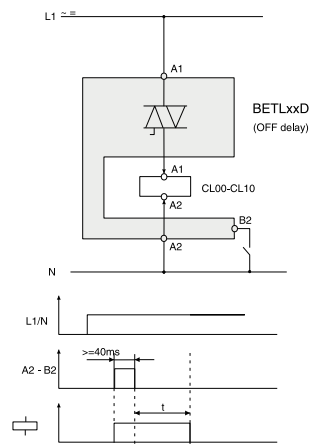 L1 ~ =
A1
BETLxxD
(OFF delay)
A1
CL00-CL10
A2
B2
A2
N
L1/N
>=40ms
A2 - B2
t